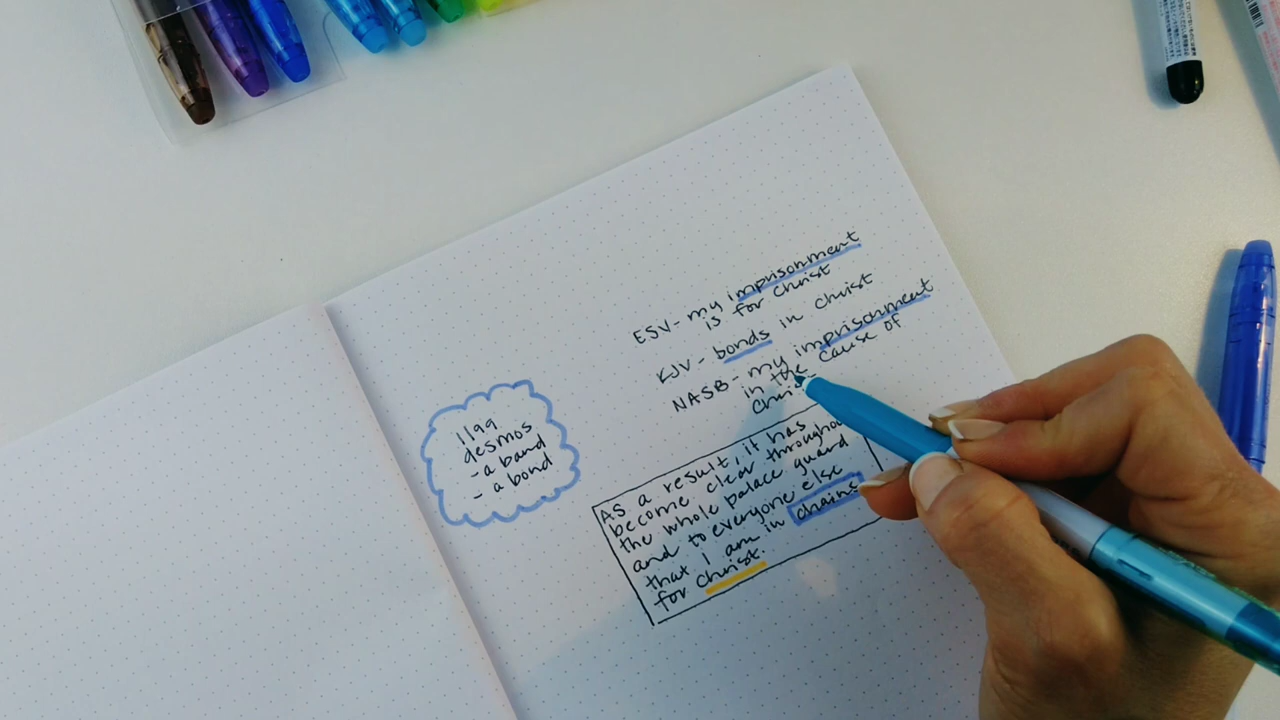 ESV- my imprisonment
is for Christ
KJV- bonds in Christ
NASB- my imprisonment
in the cause of
1199
desmos
- a band
- a bond
As a result, it has
become clear
the whole palace guard
and to everyone else
that I am in chains
for Christ.